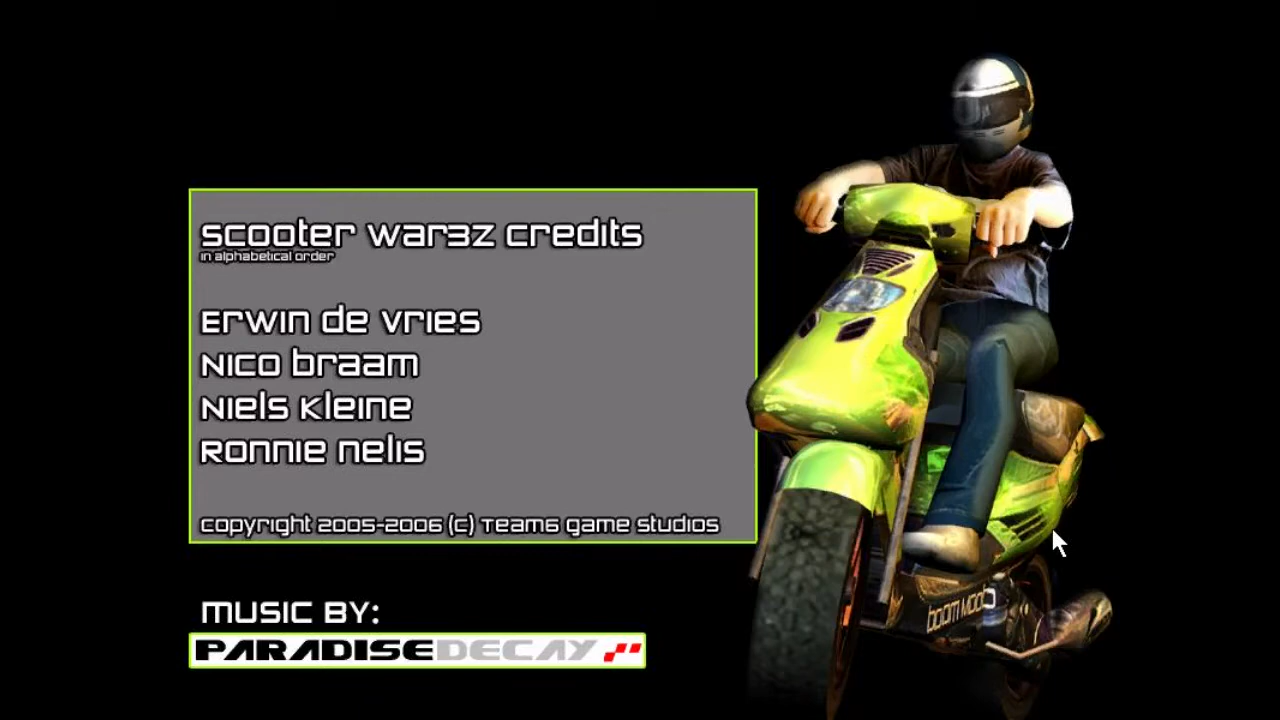 scooter war3z credits
in alphabetical order
Erwin de Vries
Nico Braam
Niels Kleine
Ronnie Nelis
copyright 2005-2006 (c) Team6 game studios
MUSIC BY:
PARADISEDECAY